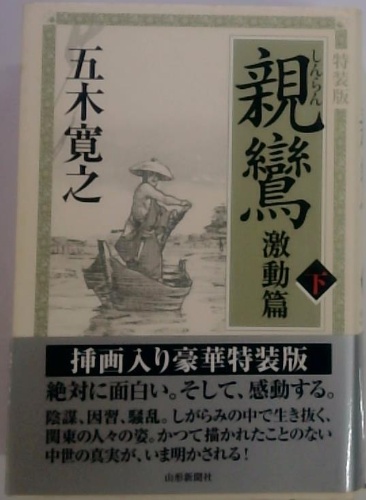 特装版
しんらん
親鸞
激動篇
下
五木寛之
挿画入り豪華特装版
絶対に面白い。そして、感動する。
陰謀、因習、騒乱。しがらみの中で生き抜く、
関東の人々の姿。かつて描かれたことのない
中世の真実が、いま明かされる!
山形新聞社